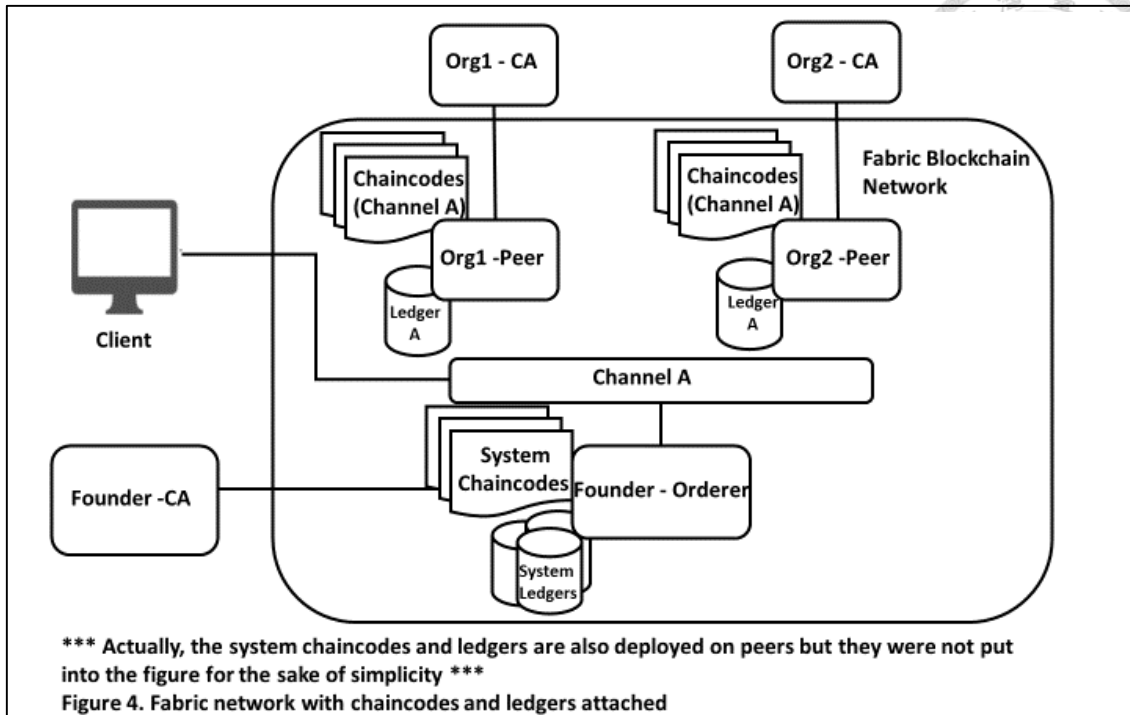 Org1 - CA
Org2 - CA
Fabric Blockchain
Network
Chaincodes
(Channel A)
Chaincodes
(Channel A)
Org1 -Peer
Org2 -Peer
Ledger
A
Ledger
A
Client
Channel A
System
Chaincodes
Founder -CA
Founder - Orderer
System
Ledgers
*** Actually, the system chaincodes and ledgers are also deployed on peers but they were not put
into the figure for the sake of simplicity ***
Figure 4. Fabric network with chaincodes and ledgers attached